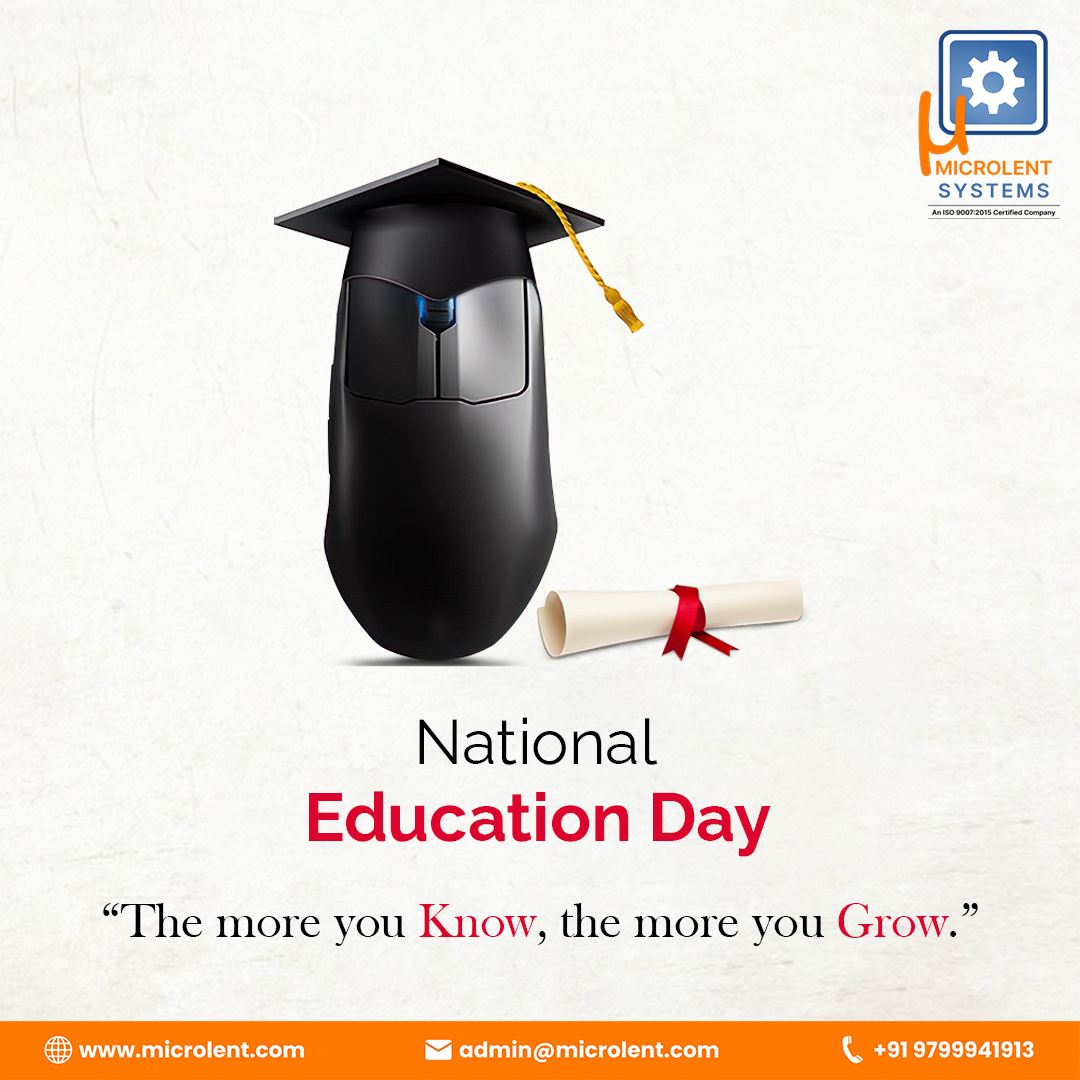 µ
MICROLENT
SYSTEMS
An ISO 9007:2015 Certified Company
National
Education Day
“The more you Know, the more you Grow.”
www.microlent.com
admin@microlent.com
+91 9799941913